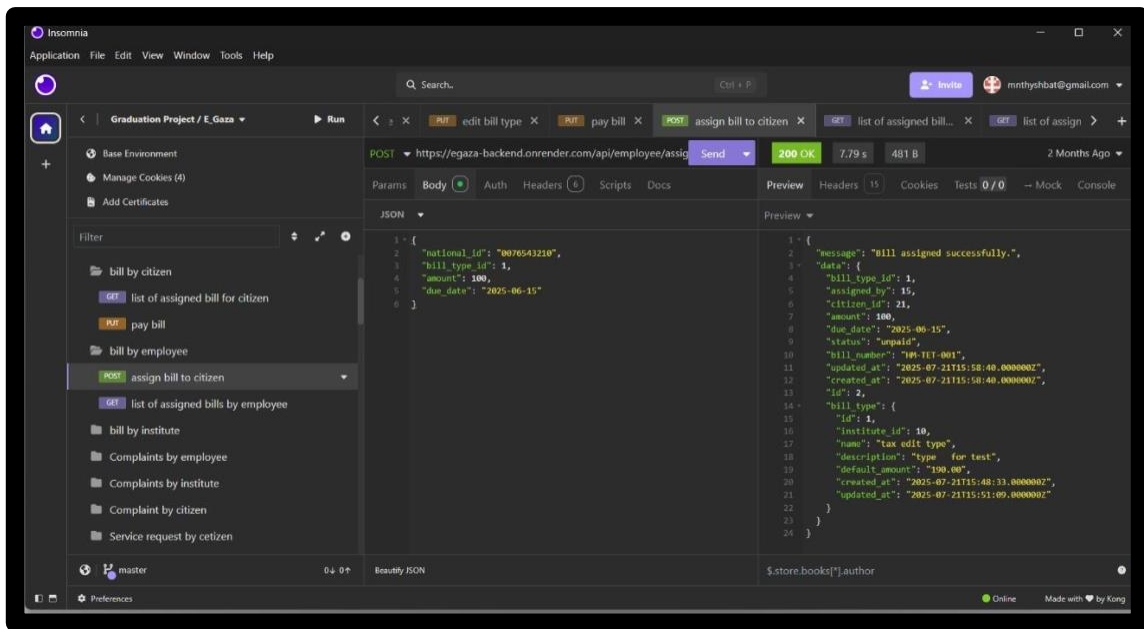 Insomnia
Application File Edit View Window Tools Help
Search.. Ctrl + P Invite mnthyshbat@gmail.com
Graduation Project / E_Gaza Run
PUT edit bill type PUT pay bill POST assign bill to citizen GET list of assigned bill... GET list of assign
Base Environment
Manage Cookies (4)
Add Certificates
POST https://egaza-backend.onrender.com/api/employee/assig Send 200 OK 7.79 s 481 B 2 Months Ago
Params Body Auth Headers 6 Scripts Docs
Preview Headers 15 Cookies Tests 0 / 0 Mock Console
JSON
Preview
Filter
bill by citizen
GET list of assigned bill for citizen
PUT pay bill
bill by employee
POST assign bill to citizen
GET list of assigned bills by employee
bill by institute
Complaints by employee
Complaints by institute
Complaint by citizen
Service request by cetizen
1 {
2 "national_id": "0076543210",
3 "bill_type_id": 1,
4 "amount": 100,
5 "due_date": "2025-06-15"
6 }
1 {
2 "message": "Bill assigned successfully.",
3 "data": {
4 "bill_type_id": 1,
5 "assigned_by": 15,
6 "citizen_id": 21,
7 "amount": 100,
8 "due_date": "2025-06-15",
9 "status": "unpaid",
10 "bill_number": "HM-TET-001",
11 "updated_at": "2025-07-21T15:58:40.000000Z",
12 "created_at": "2025-07-21T15:58:40.000000Z",
13 "id": 2,
14 "bill_type": {
15 "id": 1,
16 "institute_id": 10,
17 "name": "tax edit type",
18 "description": "type for test",
19 "default_amount": "190.00",
20 "created_at": "2025-07-21T15:48:33.000000Z",
21 "updated_at": "2025-07-21T15:51:09.000000Z"
22 }
23 }
24 }
master 0↓ 0↑ Beautify JSON $.store.books[*].author
Preferences Online Made with ♥ by Kong